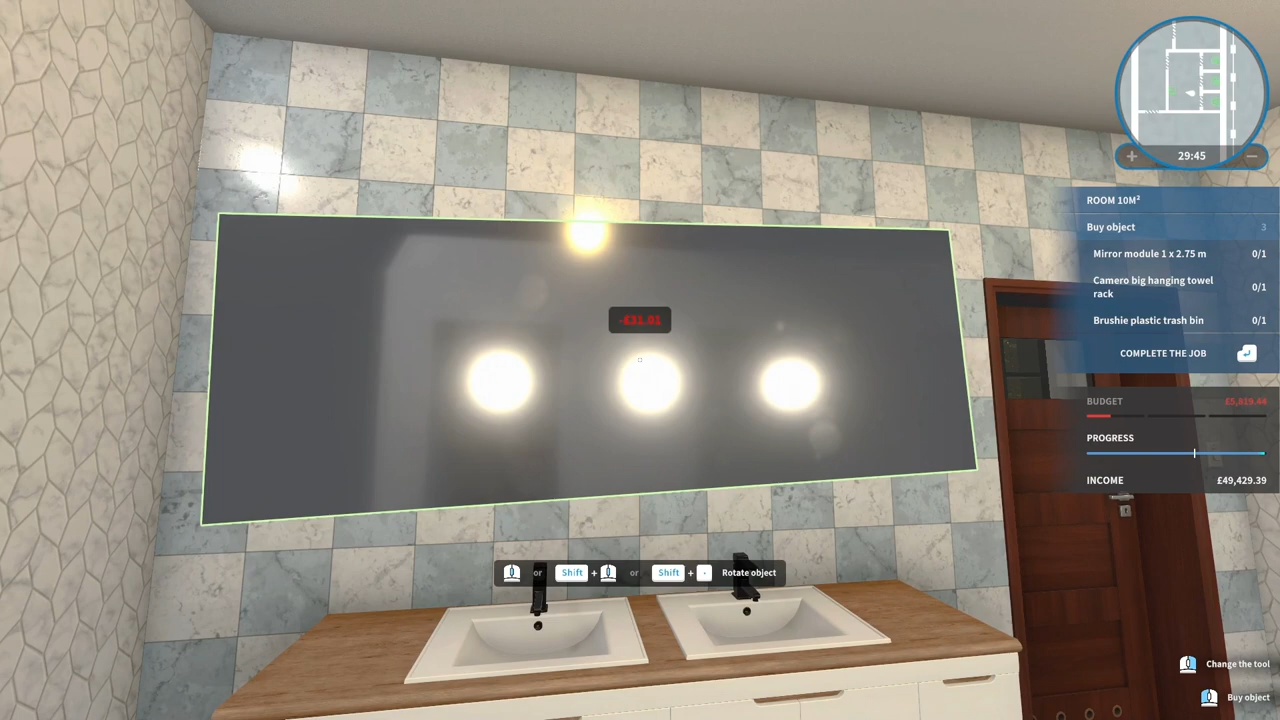 29:45
ROOM 10M²
Buy object 3
Mirror module 1 x 2.75 m 0/1
Camero big hanging towel
rack 0/1
Brushie plastic trash bin 0/1
COMPLETE THE JOB
BUDGET £5,819.44
PROGRESS
INCOME £49,429.39
-£31.01
or Shift + or Shift + · Rotate object
Change the tool
Buy object